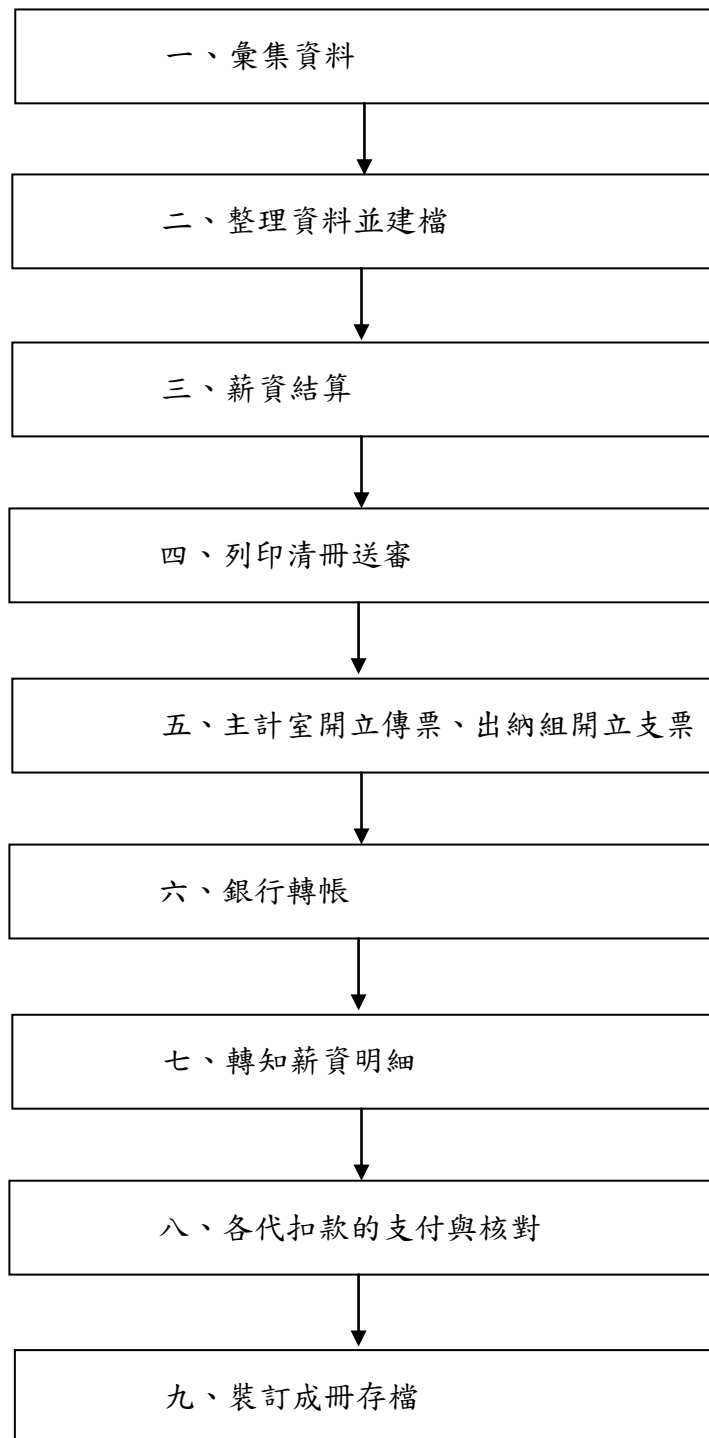 一、彙集資料
二、整理資料並建檔
三、薪資結算
四、列印清冊送審
五、主計室開立傳票、出納組開立支票
六、銀行轉帳
七、轉知薪資明細
八、各代扣款的支付與核對
九、裝訂成冊存檔